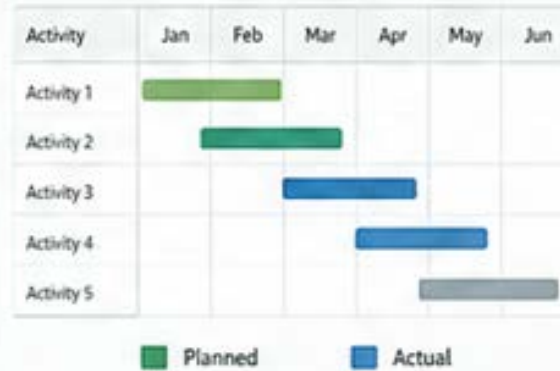 Activity Jan Feb Mar Apr May Jun
Activity 1
Activity 2
Activity 3
Activity 4
Activity 5
Planned Actual